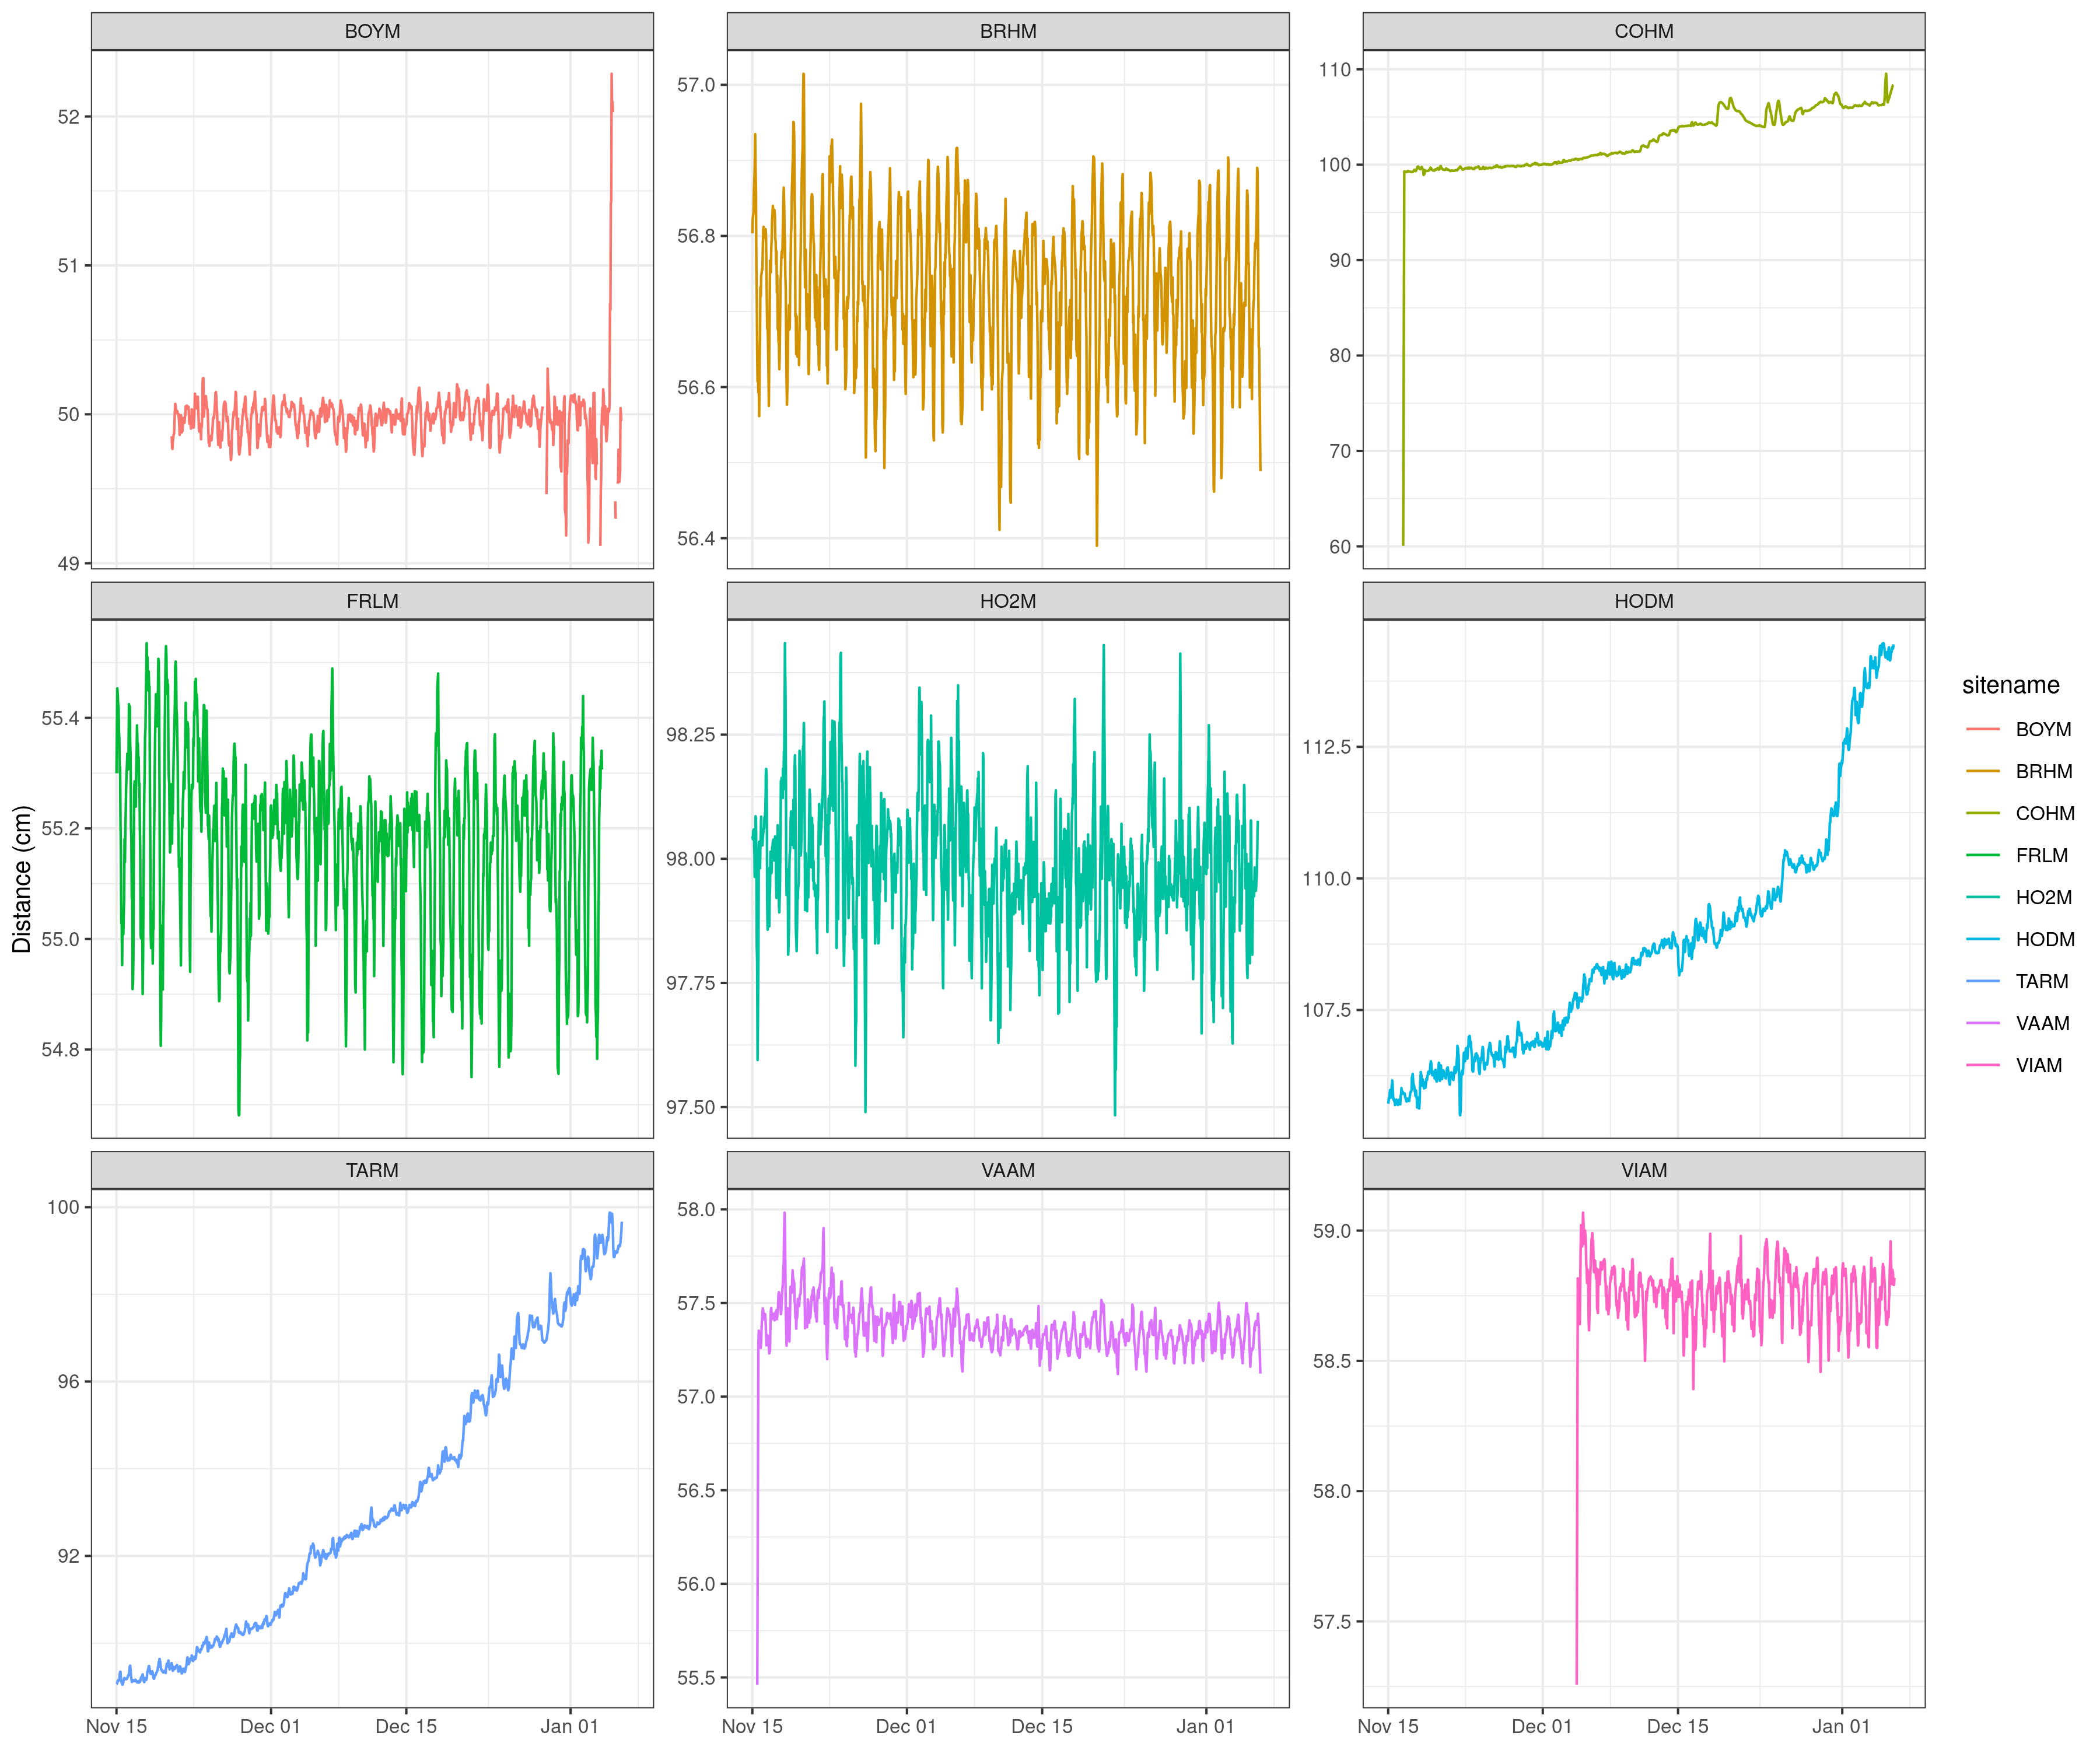 BOYM BRHM COHM
52
51
50
49
57.0
56.8
56.6
56.4
110
100
90
80
70
60
FRLM HO2M HODM
Distance (cm)
55.4
55.2
55.0
54.8
98.25
98.00
97.75
97.50
112.5
110.0
107.5
TARM VAAM VIAM
100
96
92
58.0
57.5
57.0
56.5
56.0
55.5
59.0
58.5
58.0
57.5
Nov 15 Dec 01 Dec 15 Jan 01 Nov 15 Dec 01 Dec 15 Jan 01 Nov 15 Dec 01 Dec 15 Jan 01
sitename
BOYM
BRHM
COHM
FRLM
HO2M
HODM
TARM
VAAM
VIAM